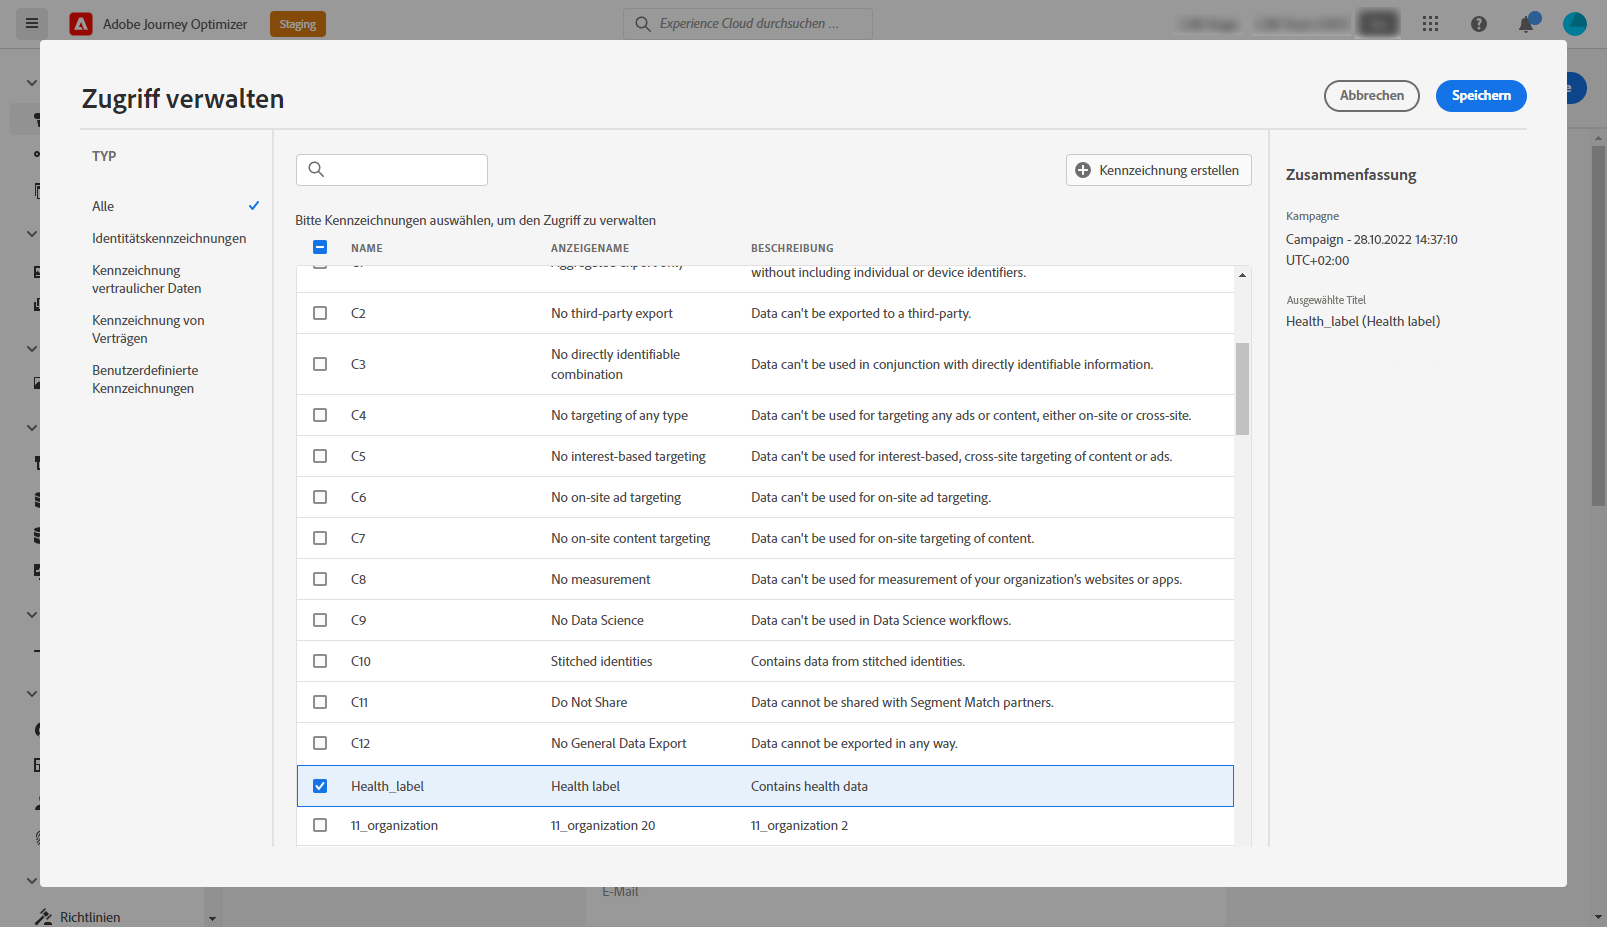 Adobe Journey Optimizer
Staging
Experience Cloud durchsuchen ...
Zugriff verwalten
Abbrechen
Speichern
TYP
Alle
Identitätskennzeichnungen
Kennzeichnung
vertraulicher Daten
Kennzeichnung von
Verträgen
Benutzerdefinierte
Kennzeichnungen
Kennzeichnung erstellen
Bitte Kennzeichnungen auswählen, um den Zugriff zu verwalten
NAME ANZEIGENAME BESCHREIBUNG
without including individual or device identifiers.
C2 No third-party export Data can't be exported to a third-party.
C3 No directly identifiable combination Data can't be used in conjunction with directly identifiable information.
C4 No targeting of any type Data can't be used for targeting any ads or content, either on-site or cross-site.
C5 No interest-based targeting Data can't be used for interest-based, cross-site targeting of content or ads.
C6 No on-site ad targeting Data can't be used for on-site ad targeting.
C7 No on-site content targeting Data can't be used for on-site targeting of content.
C8 No measurement Data can't be used for measurement of your organization's websites or apps.
C9 No Data Science Data can't be used in Data Science workflows.
C10 Stitched identities Contains data from stitched identities.
C11 Do Not Share Data cannot be shared with Segment Match partners.
C12 No General Data Export Data cannot be exported in any way.
Health_label Health label Contains health data
11_organization 11_organization 20 11_organization 2
Zusammenfassung
Kampagne
Campaign - 28.10.2022 14:37:10
UTC+02:00
Ausgewählte Titel
Health_label (Health label)
E-Mail
Richtlinien